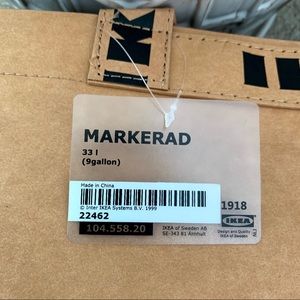 MARKERAD
33 l
(9gallon)
Made in China
© Inter IKEA Systems B.V. 1999
22462
1918
104.558.20
IKEA of Sweden AB
SE-343 81 Älmhult
IKEA
Design and Quality
IKEA of Sweden